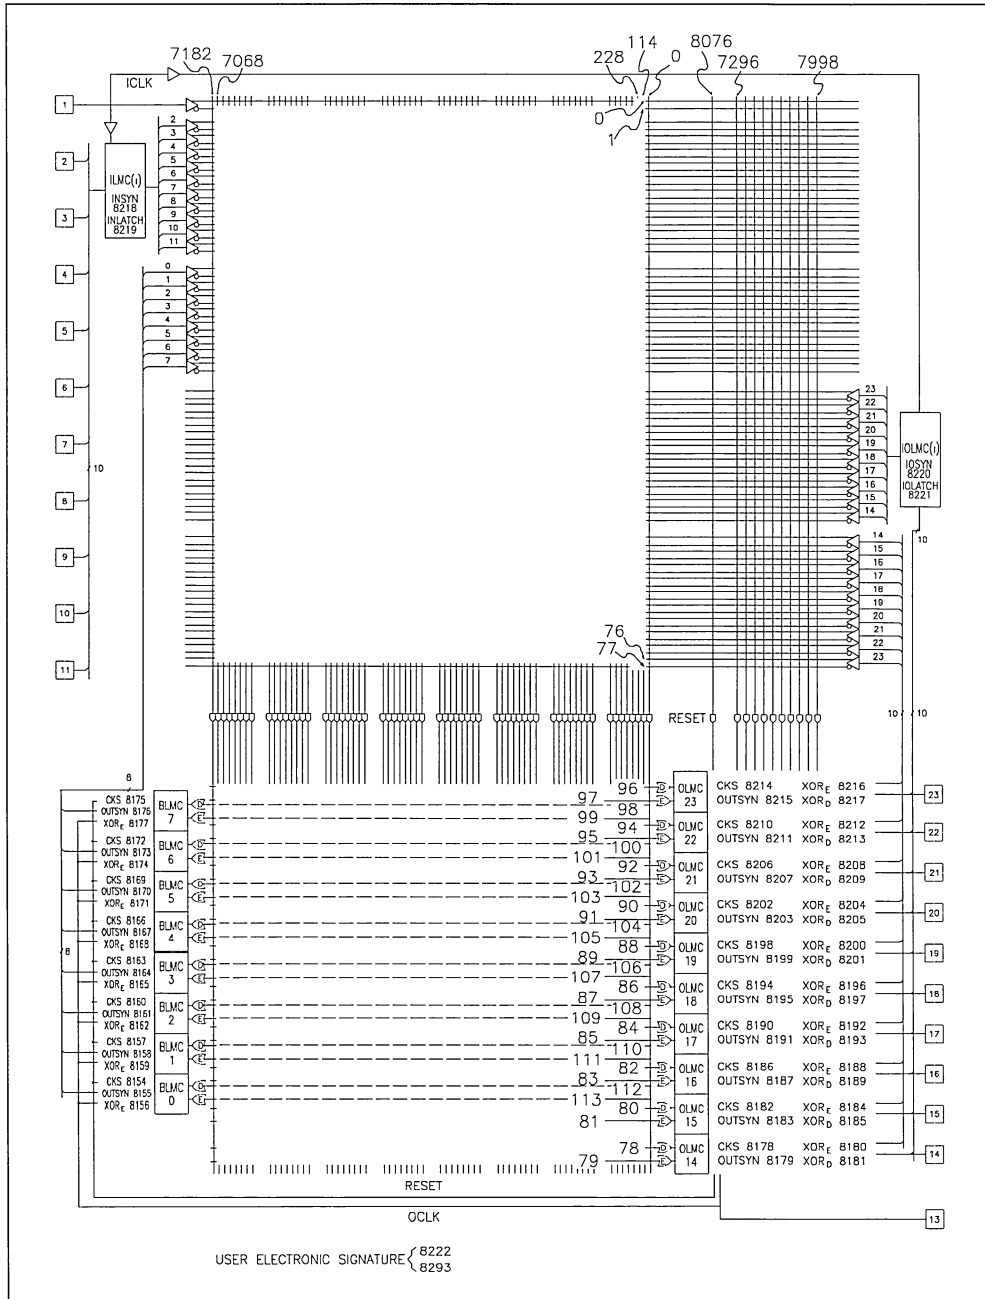 7182
7068
228
114
0
8076
7296
7998
ICLK
0
1
1
2
3
4
5
6
7
8
9
10
11
ILMC(i)
INSYN
8218
INLATCH
8219
10
2
3
4
5
6
7
8
9
10
11
0
1
2
3
4
5
6
7
23
22
21
20
19
18
17
16
15
14
IOLMC(i)
IOSYN
8220
IOLATCH
8221
10
14
15
16
17
18
19
20
21
22
23
76
77
RESET
10
10
8
8
CKS 8175
OUTSYN 8176
XORE 8177
BLMC
7
D
E
CKS 8172
OUTSYN 8173
XORE 8174
BLMC
6
D
E
CKS 8169
OUTSYN 8170
XORE 8171
BLMC
5
D
E
CKS 8166
OUTSYN 8167
XORE 8168
BLMC
4
D
E
CKS 8163
OUTSYN 8164
XORE 8165
BLMC
3
D
E
CKS 8160
OUTSYN 8161
XORE 8162
BLMC
2
D
E
CKS 8157
OUTSYN 8158
XORE 8159
BLMC
1
D
E
CKS 8154
OUTSYN 8155
XORE 8156
BLMC
0
D
E
96
97
98
99
94
95
100
101
92
93
102
103
90
91
104
105
88
89
106
107
86
87
108
109
84
85
110
111
82
83
112
113
80
81
78
79
D
E
OLMC
23
CKS 8214 XORE 8216
OUTSYN 8215 XORD 8217
23
D
E
OLMC
22
CKS 8210 XORE 8212
OUTSYN 8211 XORD 8213
22
D
E
OLMC
21
CKS 8206 XORE 8208
OUTSYN 8207 XORD 8209
21
D
E
OLMC
20
CKS 8202 XORE 8204
OUTSYN 8203 XORD 8205
20
D
E
OLMC
19
CKS 8198 XORE 8200
OUTSYN 8199 XORD 8201
19
D
E
OLMC
18
CKS 8194 XORE 8196
OUTSYN 8195 XORD 8197
18
D
E
OLMC
17
CKS 8190 XORE 8192
OUTSYN 8191 XORD 8193
17
D
E
OLMC
16
CKS 8186 XORE 8188
OUTSYN 8187 XORD 8189
16
D
E
OLMC
15
CKS 8182 XORE 8184
OUTSYN 8183 XORD 8185
15
D
E
OLMC
14
CKS 8178 XORE 8180
OUTSYN 8179 XORD 8181
14
RESET
OCLK
13
USER ELECTRONIC SIGNATURE { 8222
8293